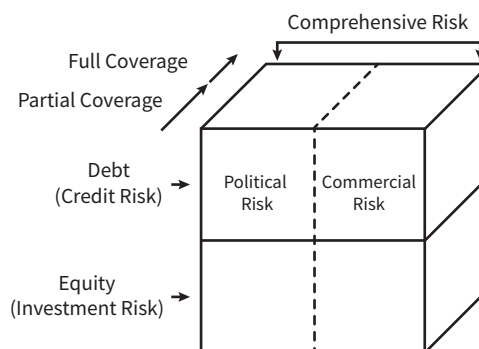 Comprehensive Risk
Full Coverage
Partial Coverage
Debt
(Credit Risk)
Political
Risk
Commercial
Risk
Equity
(Investment Risk)